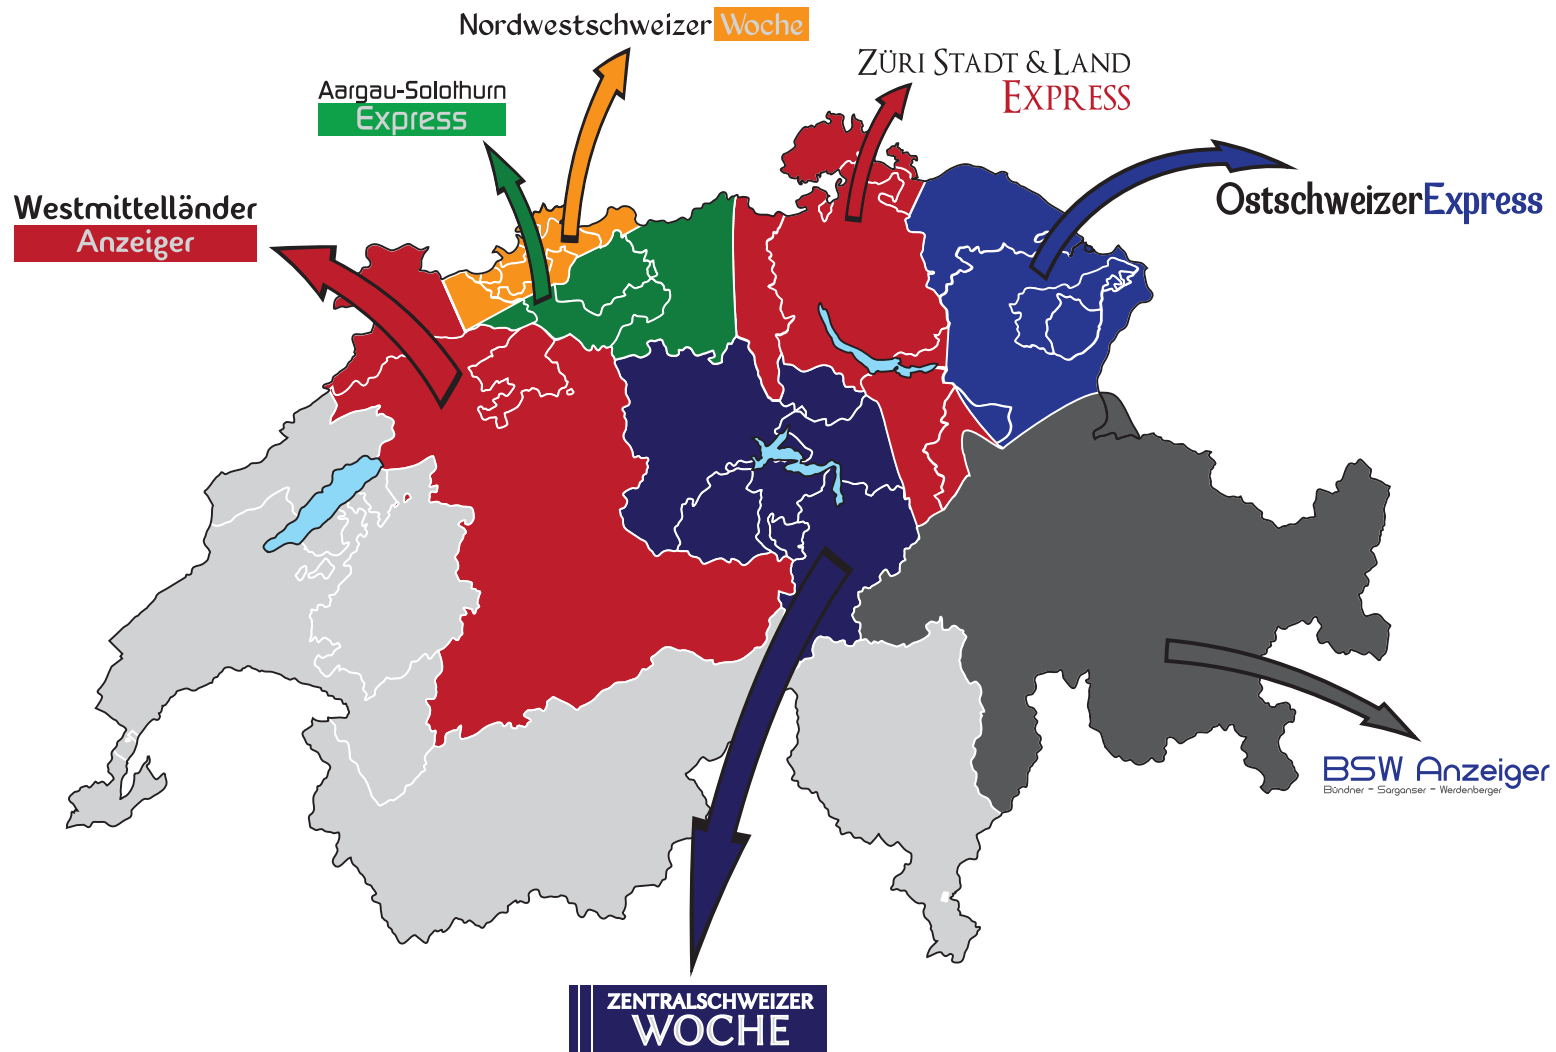 Nordwestschweizer Woche
Aargau-Solothurn
Express
ZÜRI STADT & LAND
EXPRESS
Westmittelländer
Anzeiger
OstschweizerExpress
BSW Anzeiger
Bündner - Sarganser - Werdenberger
ZENTRALSCHWEIZER
WOCHE